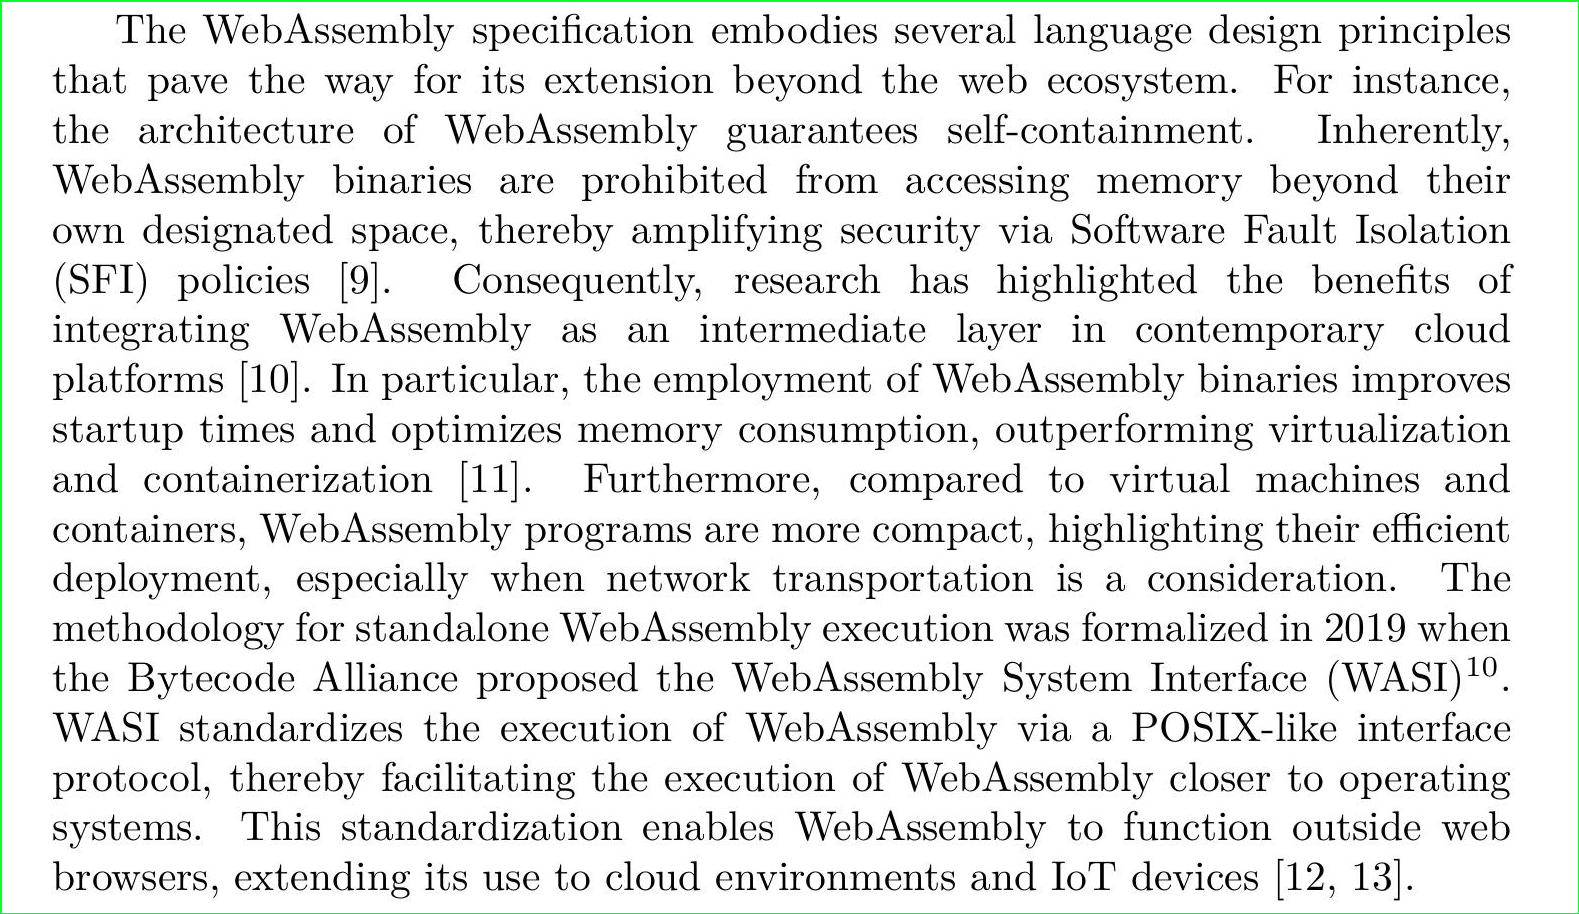 The WebAssembly specification embodies several language design principles
that pave the way for its extension beyond the web ecosystem. For instance,
the architecture of WebAssembly guarantees self-containment. Inherently,
WebAssembly binaries are prohibited from accessing memory beyond their
own designated space, thereby amplifying security via Software Fault Isolation
(SFI) policies [9]. Consequently, research has highlighted the benefits of
integrating WebAssembly as an intermediate layer in contemporary cloud
platforms [10]. In particular, the employment of WebAssembly binaries improves
startup times and optimizes memory consumption, outperforming virtualization
and containerization [11]. Furthermore, compared to virtual machines and
containers, WebAssembly programs are more compact, highlighting their efficient
deployment, especially when network transportation is a consideration. The
methodology for standalone WebAssembly execution was formalized in 2019 when
the Bytecode Alliance proposed the WebAssembly System Interface (WASI)¹⁰.
WASI standardizes the execution of WebAssembly via a POSIX-like interface
protocol, thereby facilitating the execution of WebAssembly closer to operating
systems. This standardization enables WebAssembly to function outside web
browsers, extending its use to cloud environments and IoT devices [12, 13].